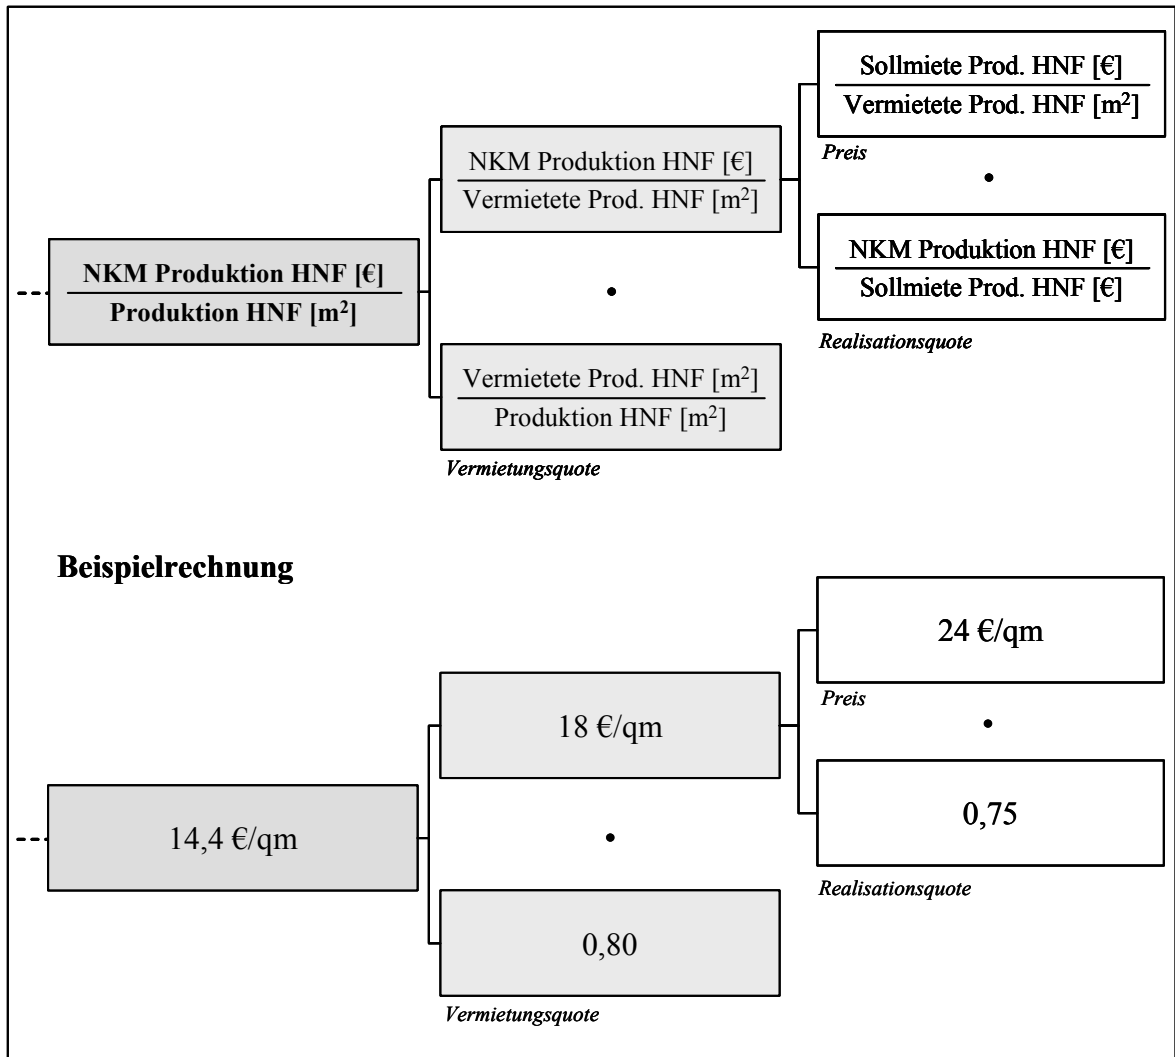 Sollmiete Prod. HNF [€]
Vermietete Prod. HNF [m²]
Preis
•
NKM Produktion HNF [€]
Vermietete Prod. HNF [m²]
NKM Produktion HNF [€]
Sollmiete Prod. HNF [€]
Realisationsquote
NKM Produktion HNF [€]
Produktion HNF [m²]
•
Vermietete Prod. HNF [m²]
Produktion HNF [m²]
Vermietungsquote
Beispielrechnung
24 €/qm
Preis
•
18 €/qm
0,75
Realisationsquote
14,4 €/qm
•
0,80
Vermietungsquote